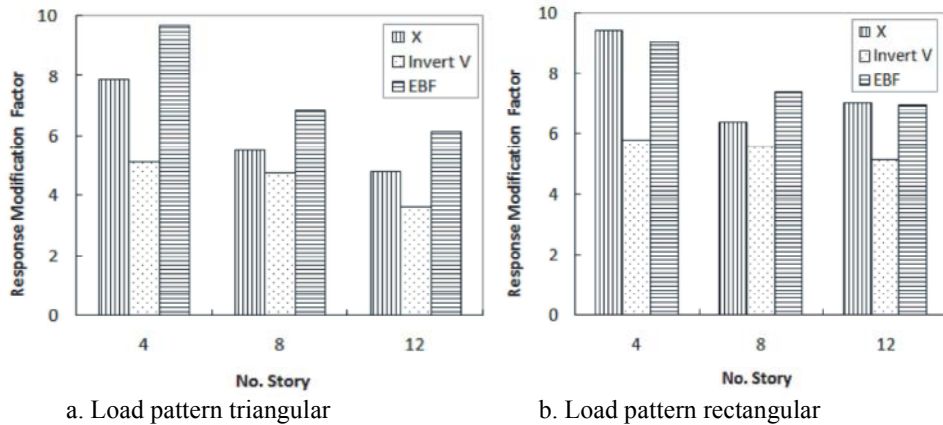 10
8
6
4
2
0
Response Modification Factor
X
Invert V
EBF
4
8
12
No. Story
a. Load pattern triangular
10
8
6
4
2
0
Response Modification Factor
X
Invert V
EBF
4
8
12
No. Story
b. Load pattern rectangular